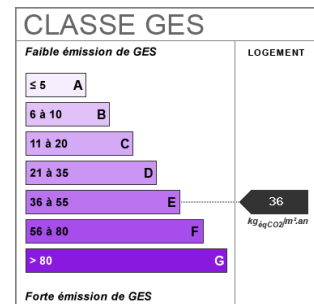 CLASSE GES
Faible émission de GES
LOGEMENT
≤ 5 A
6 à 10 B
11 à 20 C
21 à 35 D
36 à 55 E
36
kgéqCO2/m².an
56 à 80 F
> 80 G
Forte émission de GES